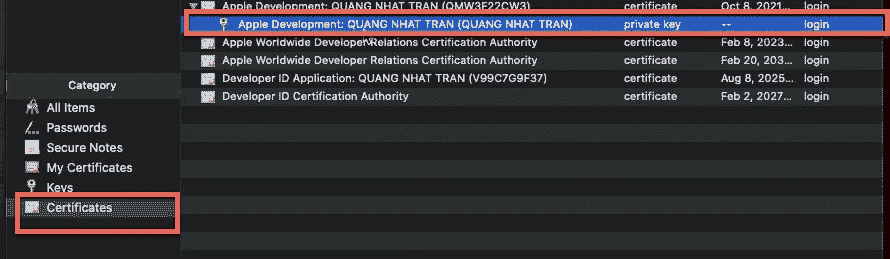 Apple Development: QUANG NHAT TRAN (QMW3F22CW3) certificate Oct 8, 2021... login
Apple Development: QUANG NHAT TRAN (QUANG NHAT TRAN) private key -- login
Apple Worldwide Developer Relations Certification Authority certificate Feb 8, 2023... login
Apple Worldwide Developer Relations Certification Authority certificate Feb 20, 203... login
Developer ID Application: QUANG NHAT TRAN (V99C7G9F37) certificate Aug 8, 2025... login
Developer ID Certification Authority certificate Feb 2, 2027... login
Category
All Items
Passwords
Secure Notes
My Certificates
Keys
Certificates